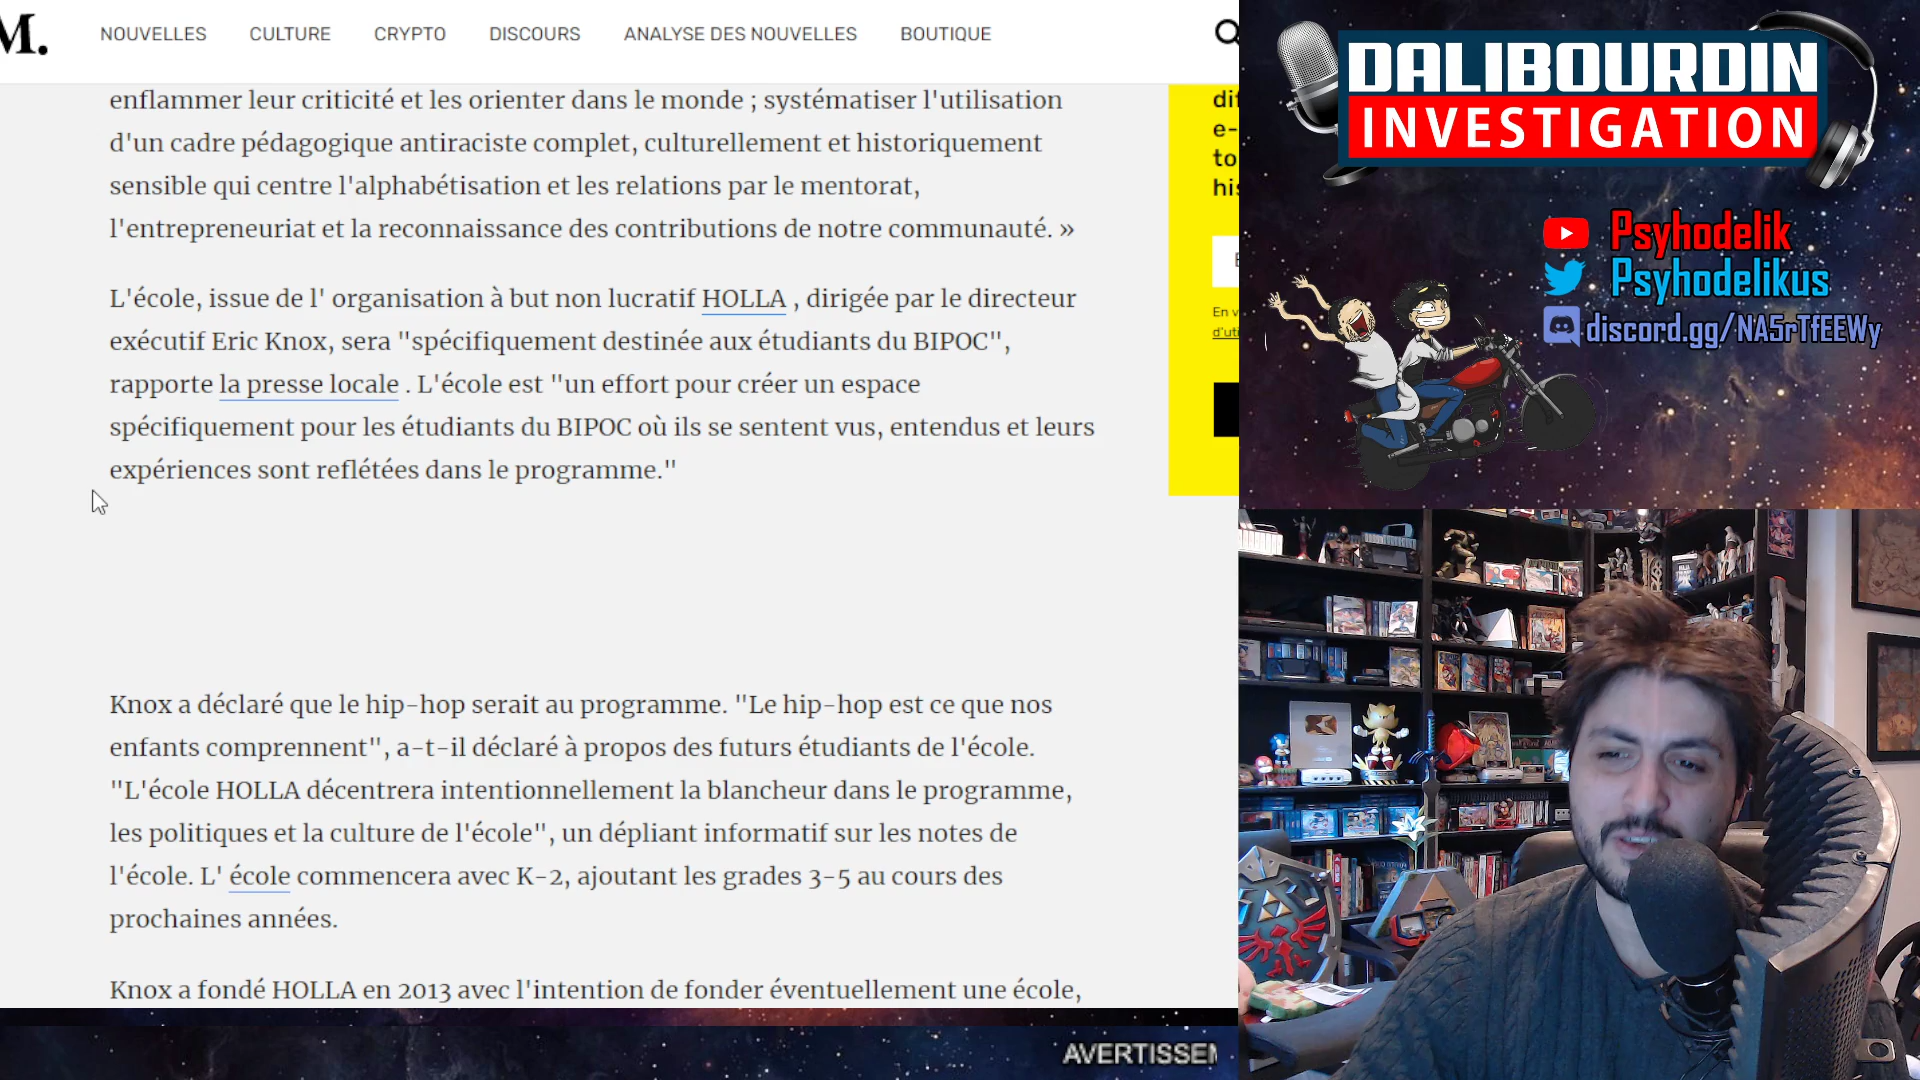 M.
NOUVELLES
CULTURE
CRYPTO
DISCOURS
ANALYSE DES NOUVELLES
BOUTIQUE
enflammer leur criticité et les orienter dans le monde ; systématiser l'utilisation
d'un cadre pédagogique antiraciste complet, culturellement et historiquement
sensible qui centre l'alphabétisation et les relations par le mentorat,
l'entrepreneuriat et la reconnaissance des contributions de notre communauté. »
L'école, issue de l' organisation à but non lucratif HOLLA , dirigée par le directeur
exécutif Eric Knox, sera "spécifiquement destinée aux étudiants du BIPOC",
rapporte la presse locale . L'école est "un effort pour créer un espace
spécifiquement pour les étudiants du BIPOC où ils se sentent vus, entendus et leurs
expériences sont reflétées dans le programme."
Knox a déclaré que le hip-hop serait au programme. "Le hip-hop est ce que nos
enfants comprennent", a-t-il déclaré à propos des futurs étudiants de l'école.
"L'école HOLLA décentrera intentionnellement la blancheur dans le programme,
les politiques et la culture de l'école", un dépliant informatif sur les notes de
l'école. L' école commencera avec K-2, ajoutant les grades 3-5 au cours des
prochaines années.
Knox a fondé HOLLA en 2013 avec l'intention de fonder éventuellement une école,
e-
to
En v
d'uti
DALIBOURDIN
INVESTIGATION
Psyhodelik
Psyhodelikus
discord.gg/NA5rTfEEWy
AVERTISSEM